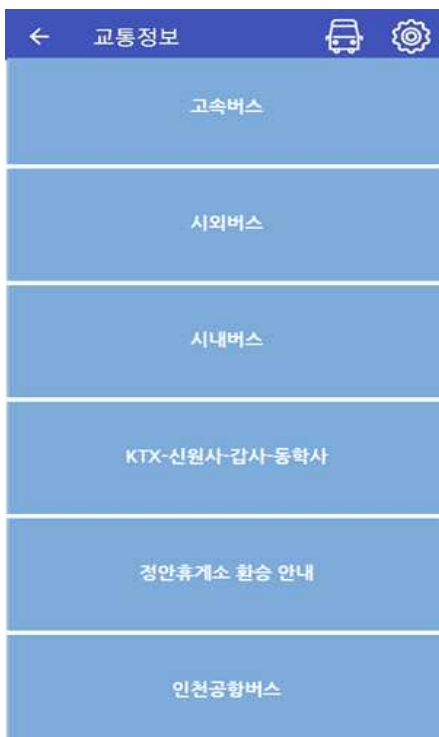 교통정보
고속버스
시외버스
시내버스
KTX-신원사-갑사-동학사
정안휴게소 환승 안내
인천공항버스